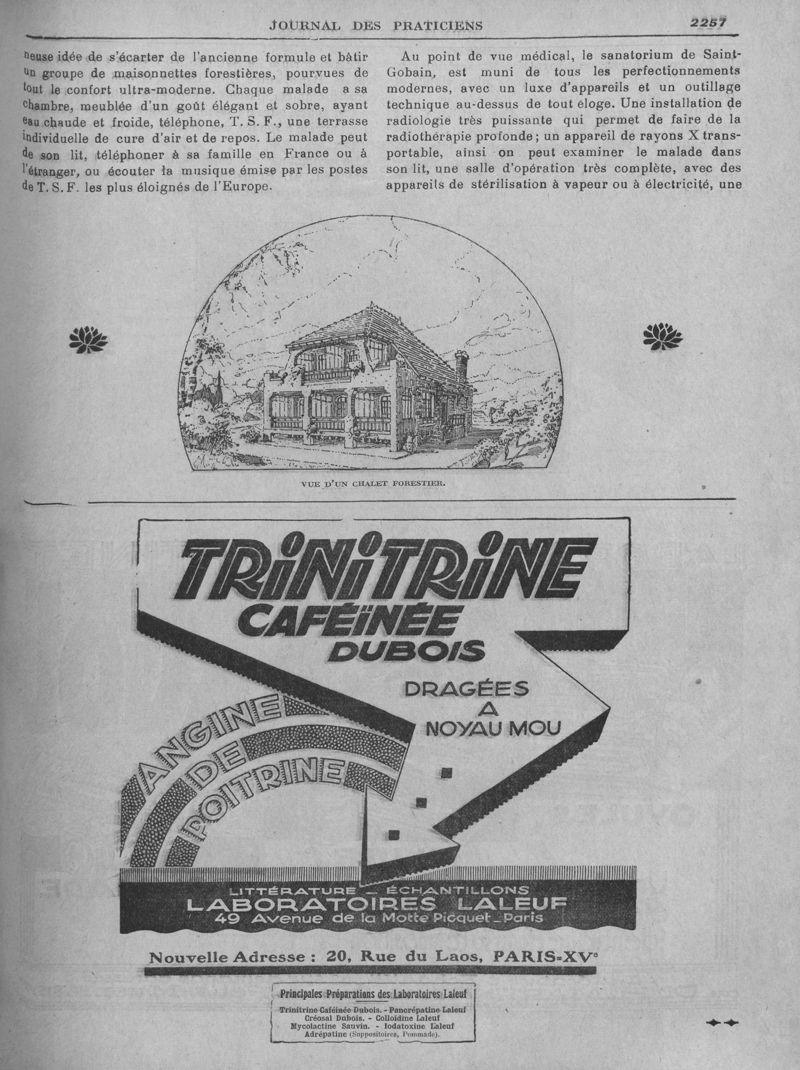 JOURNAL DES PRATICIENS
2257
neuse idée de s'écarter de l'ancienne formule et bâtir
un groupe de maisonnettes forestières, pourvues de
tout le confort ultra-moderne. Chaque malade a sa
chambre, meublée d'un goût élégant et sobre, ayant
eau chaude et froide, téléphone, T. S. F., une terrasse
individuelle de cure d'air et de repos. Le malade peut
de son lit, téléphoner à sa famille en France ou à
l'étranger, ou écouter la musique émise par les postes
de T. S. F. les plus éloignés de l'Europe.
Au point de vue médical, le sanatorium de Saint-
Gobain, est muni de tous les perfectionnements
modernes, avec un luxe d'appareils et un outillage
technique au-dessus de tout éloge. Une installation de
radiologie très puissante qui permet de faire de la
radiothérapie profonde; un appareil de rayons X trans-
portable, ainsi on peut examiner le malade dans
son lit, une salle d'opération très complète, avec des
appareils de stérilisation à vapeur ou à électricité, une
VUE D'UN CHALET FORESTIER.
TRiNiTRiNE
CAFÉïNÉE
DUBOIS
DRAGÉES
A
NOYAU MOU
ANGINE
DE
POITRINE
LITTÉRATURE _ ÉCHANTILLONS
LABORATOIRES LALEUF
49 Avenue de la Motte Picquet_Paris
Nouvelle Adresse : 20, Rue du Laos, PARIS-XVe
Principales Préparations des Laboratoires Laleuf
Trinitrine Caféinée Dubois. - Pancrépatine Laleuf
Créosal Dubois. - Colloïdine Laleuf
Mycolactine Sauvin. - Iodatoxine Laleuf
Adrépatine (Suppositoires, Pommade).